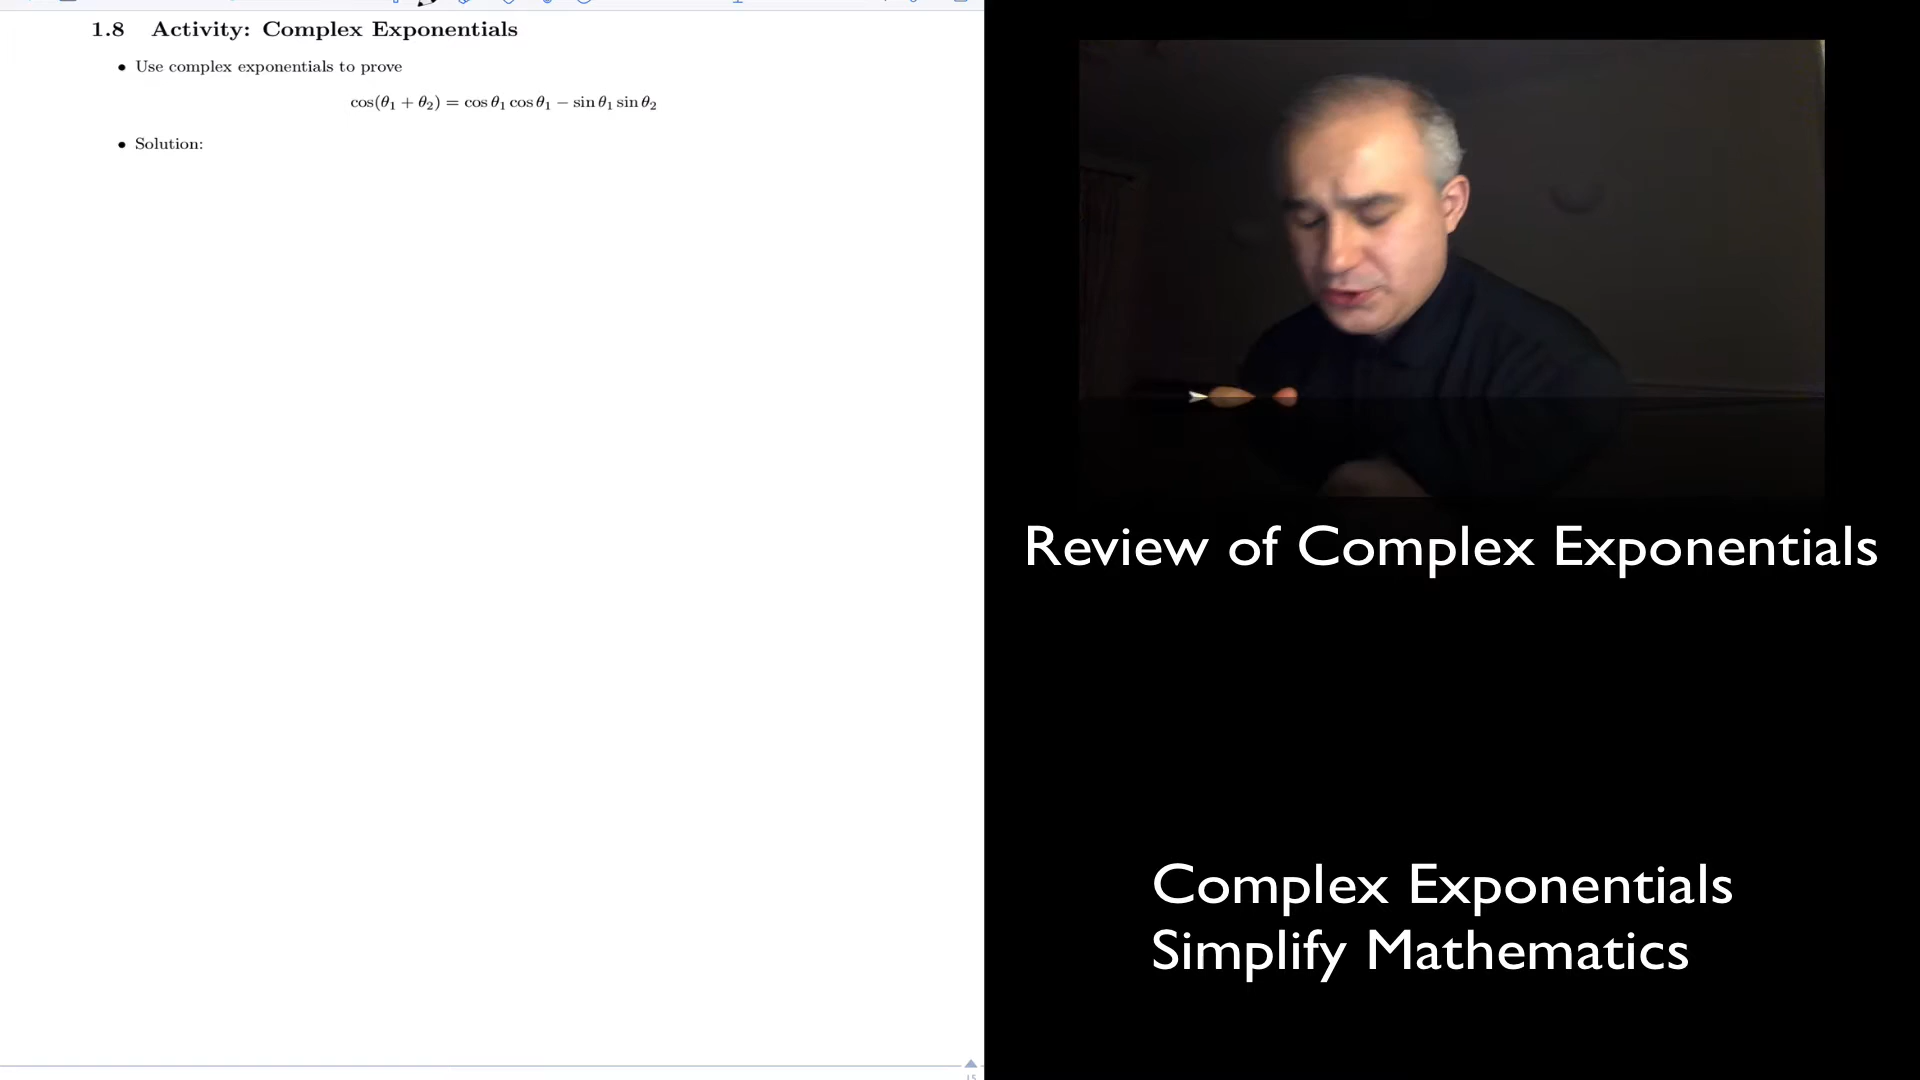 1.8 Activity: Complex Exponentials
• Use complex exponentials to prove
cos(θ₁ + θ₂) = cos θ₁ cos θ₁ − sin θ₁ sin θ₂
• Solution:
Review of Complex Exponentials
Complex Exponentials
Simplify Mathematics